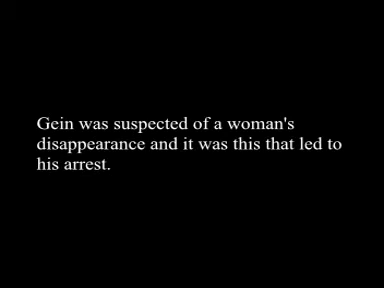 Gein was suspected of a woman's
disappearance and it was this that led to
his arrest.